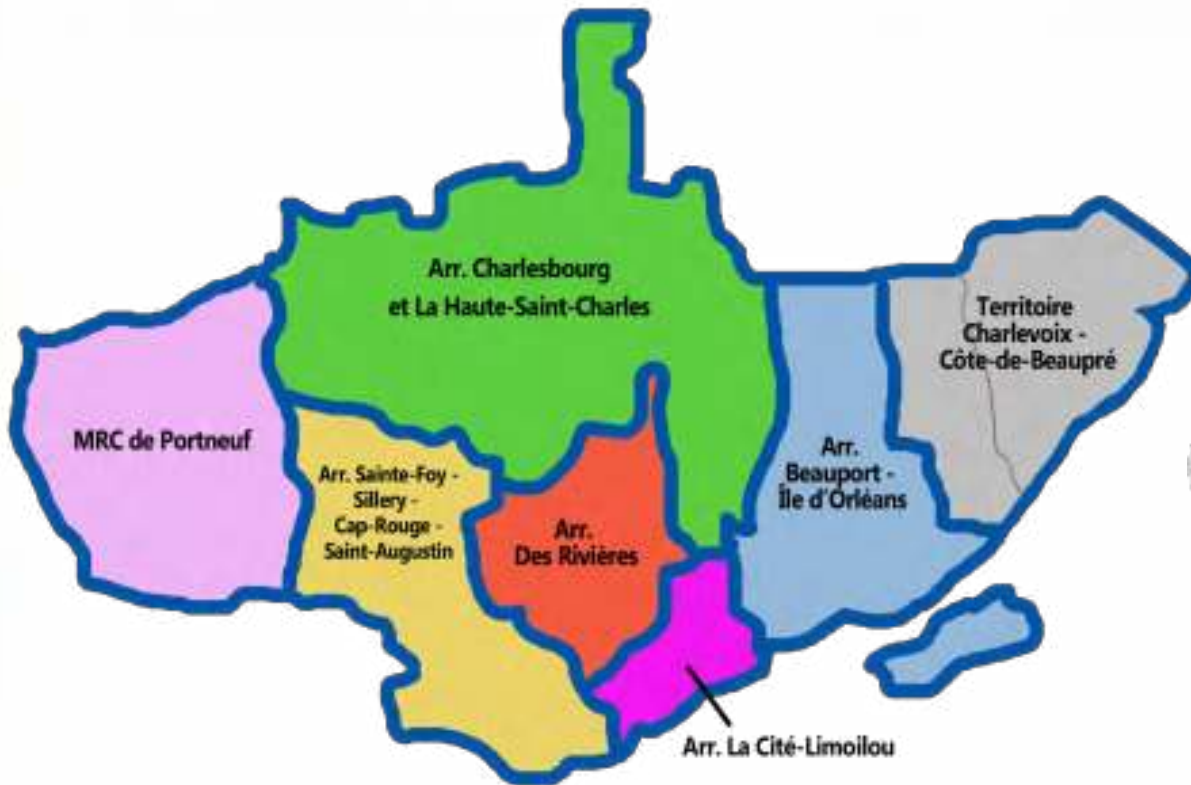 Arr. Charlesbourg
et La Haute-Saint-Charles
Territoire
Charlevoix -
Côte-de-Beaupré
MRC de Portneuf
Arr. Sainte-Foy -
Sillery -
Cap-Rouge -
Saint-Augustin
Arr.
Des Rivières
Arr.
Beauport -
Île d'Orléans
Arr. La Cité-Limoilou